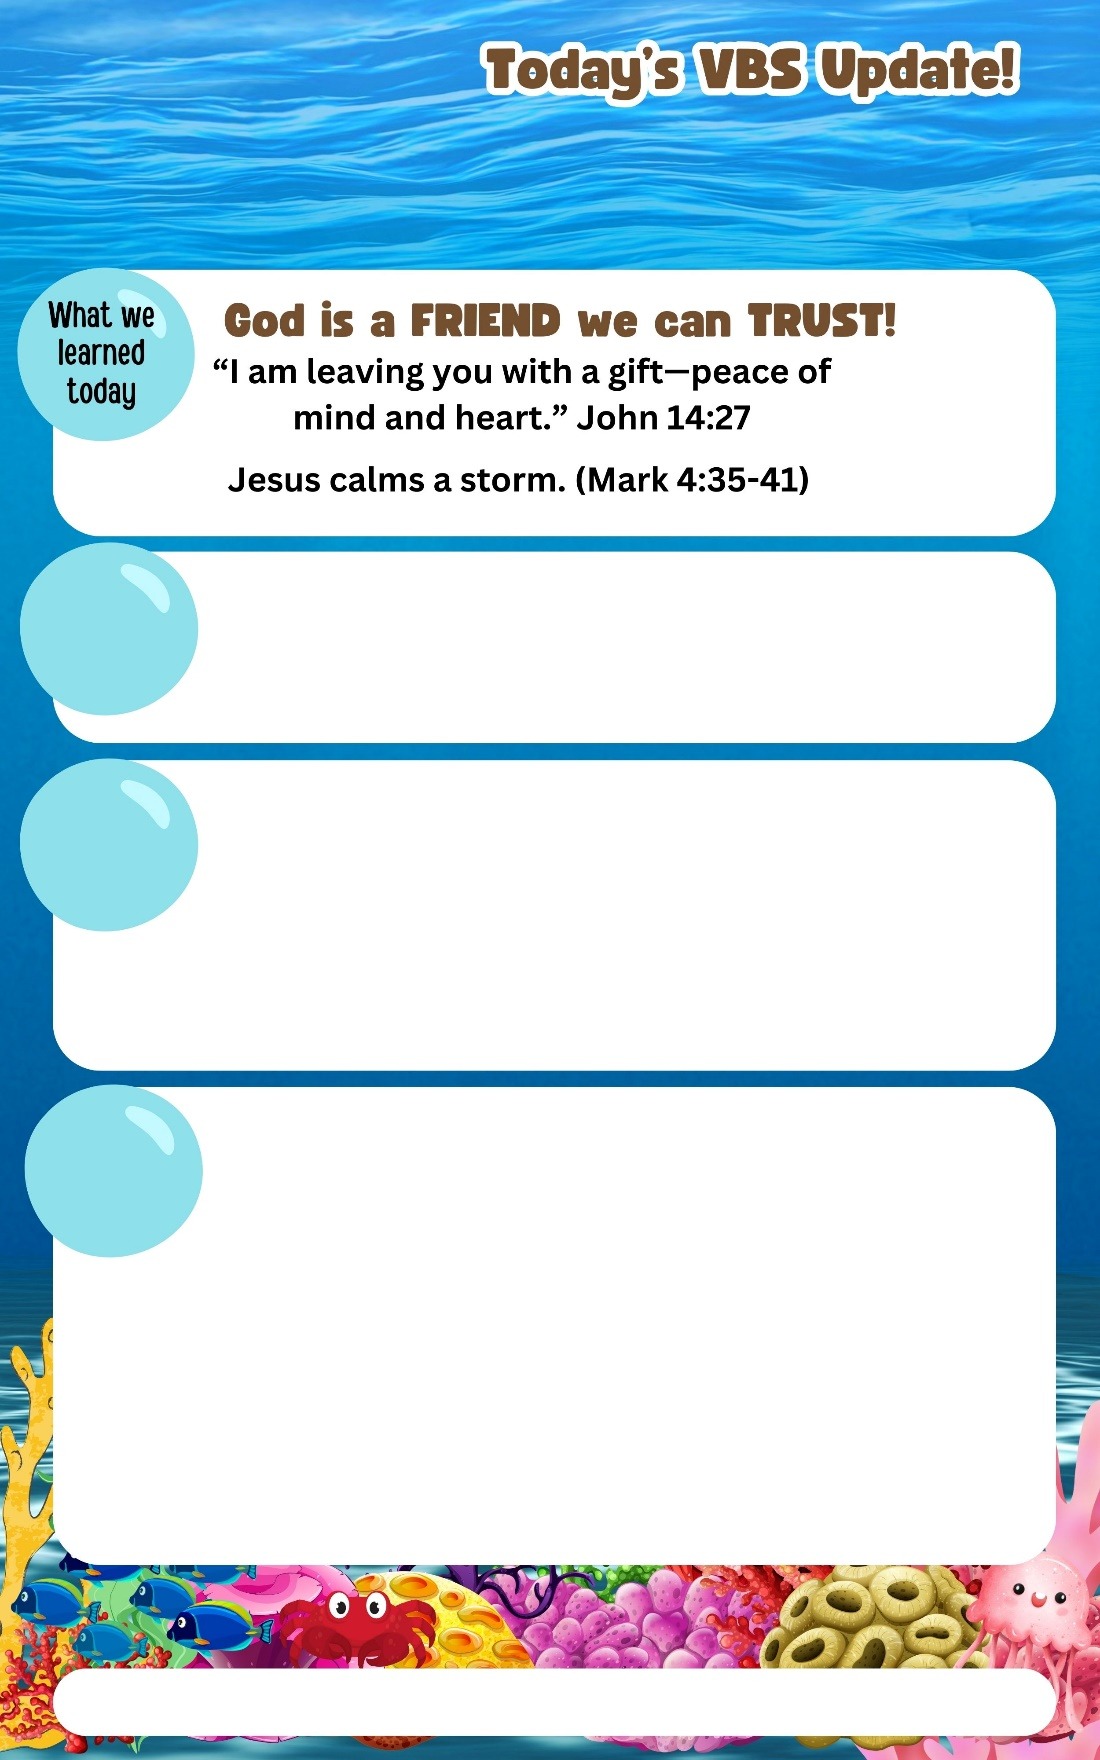 Today’s VBS Update!
What we
learned
today
God is a FRIEND we can TRUST!
“I am leaving you with a gift—peace of
mind and heart.” John 14:27
Jesus calms a storm. (Mark 4:35-41)